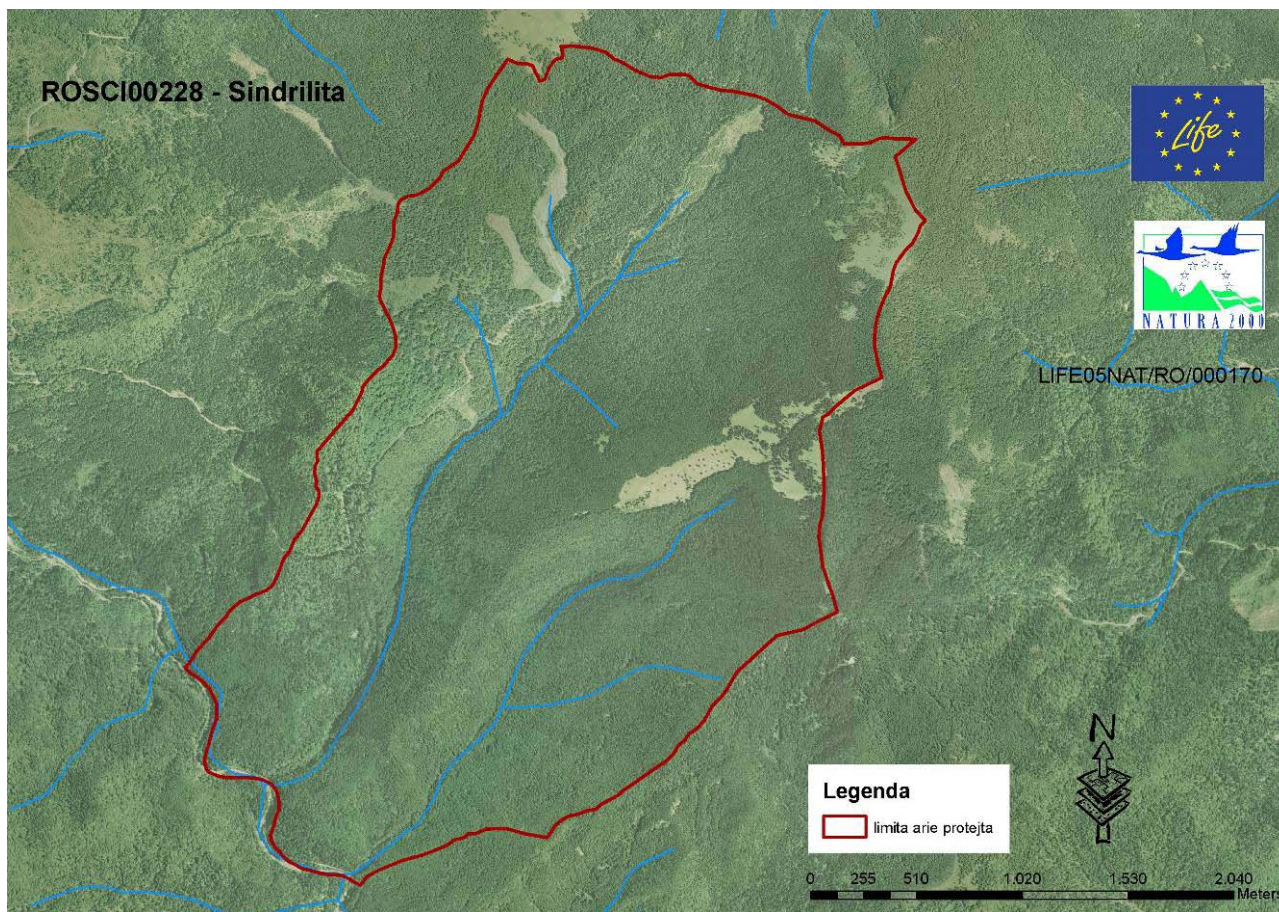 ROSCI00228 - Sindrilita
Life
NATURA 2000
LIFE05NAT/RO/000170
N
Legenda
limita arie protejta
0 255 510 1.020 1.530 2.040
Meters